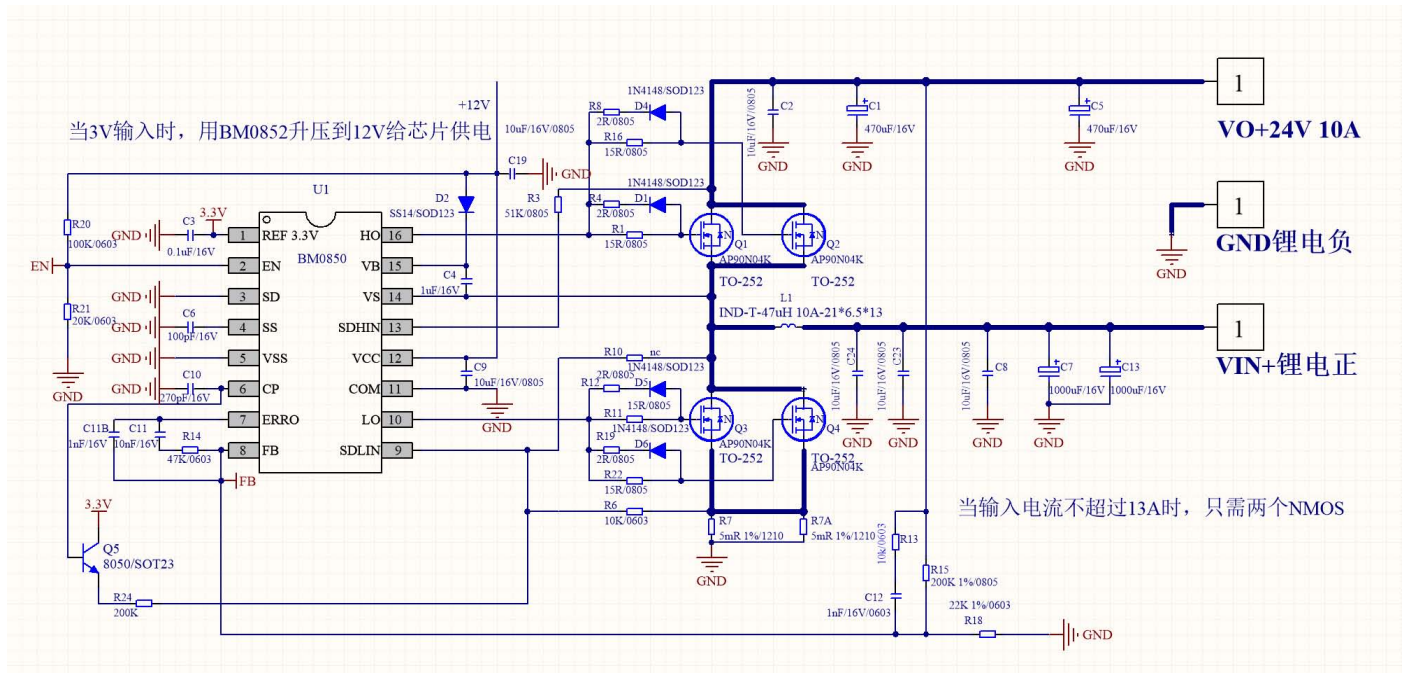 1
VO+24V 10A
1
GND锂电负
1
VIN+锂电正
当3V输入时，用BM0852升压到12V给芯片供电
+12V
10uF/16V/0805
C19
GND
D2
SS14/SOD123
R20
100K/0603
EN
R21
20K/0603
GND
U1
BM0850
1 REF 3.3V
2 EN
3 SD
4 SS
5 VSS
6 CP
7 ERRO
8 FB
HO 16
VB 15
VS 14
SDHIN 13
VCC 12
COM 11
LO 10
SDLIN 9
3.3V
GND
C3
0.1uF/16V
GND
GND
C6
100pF/16V
GND
GND
C10
270pF/16V
C11B
1nF/16V
C11
10nF/16V
R14
47K/0603
FB
3.3V
Q5
8050/SOT23
R24
200K
C4
1uF/16V
C9
10uF/16V/0805
GND
R3
51K/0805
1N4148/SOD123
R8
D4
2R/0805
R16
15R/0805
1N4148/SOD123
R4
D1
2R/0805
R1
15R/0805
N
Q1
AP90N04K
TO-252
N
Q2
AP90N04K
TO-252
L1
IND-T-47uH 10A-21*6.5*13
R10
nc
1N4148/SOD123
R12
2R/0805
D5
15R/0805
R11
1N4148/SOD123
R19
D6
2R/0805
R22
15R/0805
R6
10K/0603
N
Q3
AP90N04K
TO-252
N
Q4
TO-252
AP90N04K
R7
5mR 1%/1210
R7A
5mR 1%/1210
GND
C2
10uF/16V/0805
GND
C1
470uF/16V
GND
C5
470uF/16V
GND
GND
C24
10uF/16V/0805
GND
C23
10uF/16V/0805
GND
C8
10uF/16V/0805
GND
C7
1000uF/16V
C13
1000uF/16V
GND
当输入电流不超过13A时，只需两个NMOS
R13
10k/0603
R15
200K 1%/0805
C12
1nF/16V/0603
22K 1%/0603
R18
GND